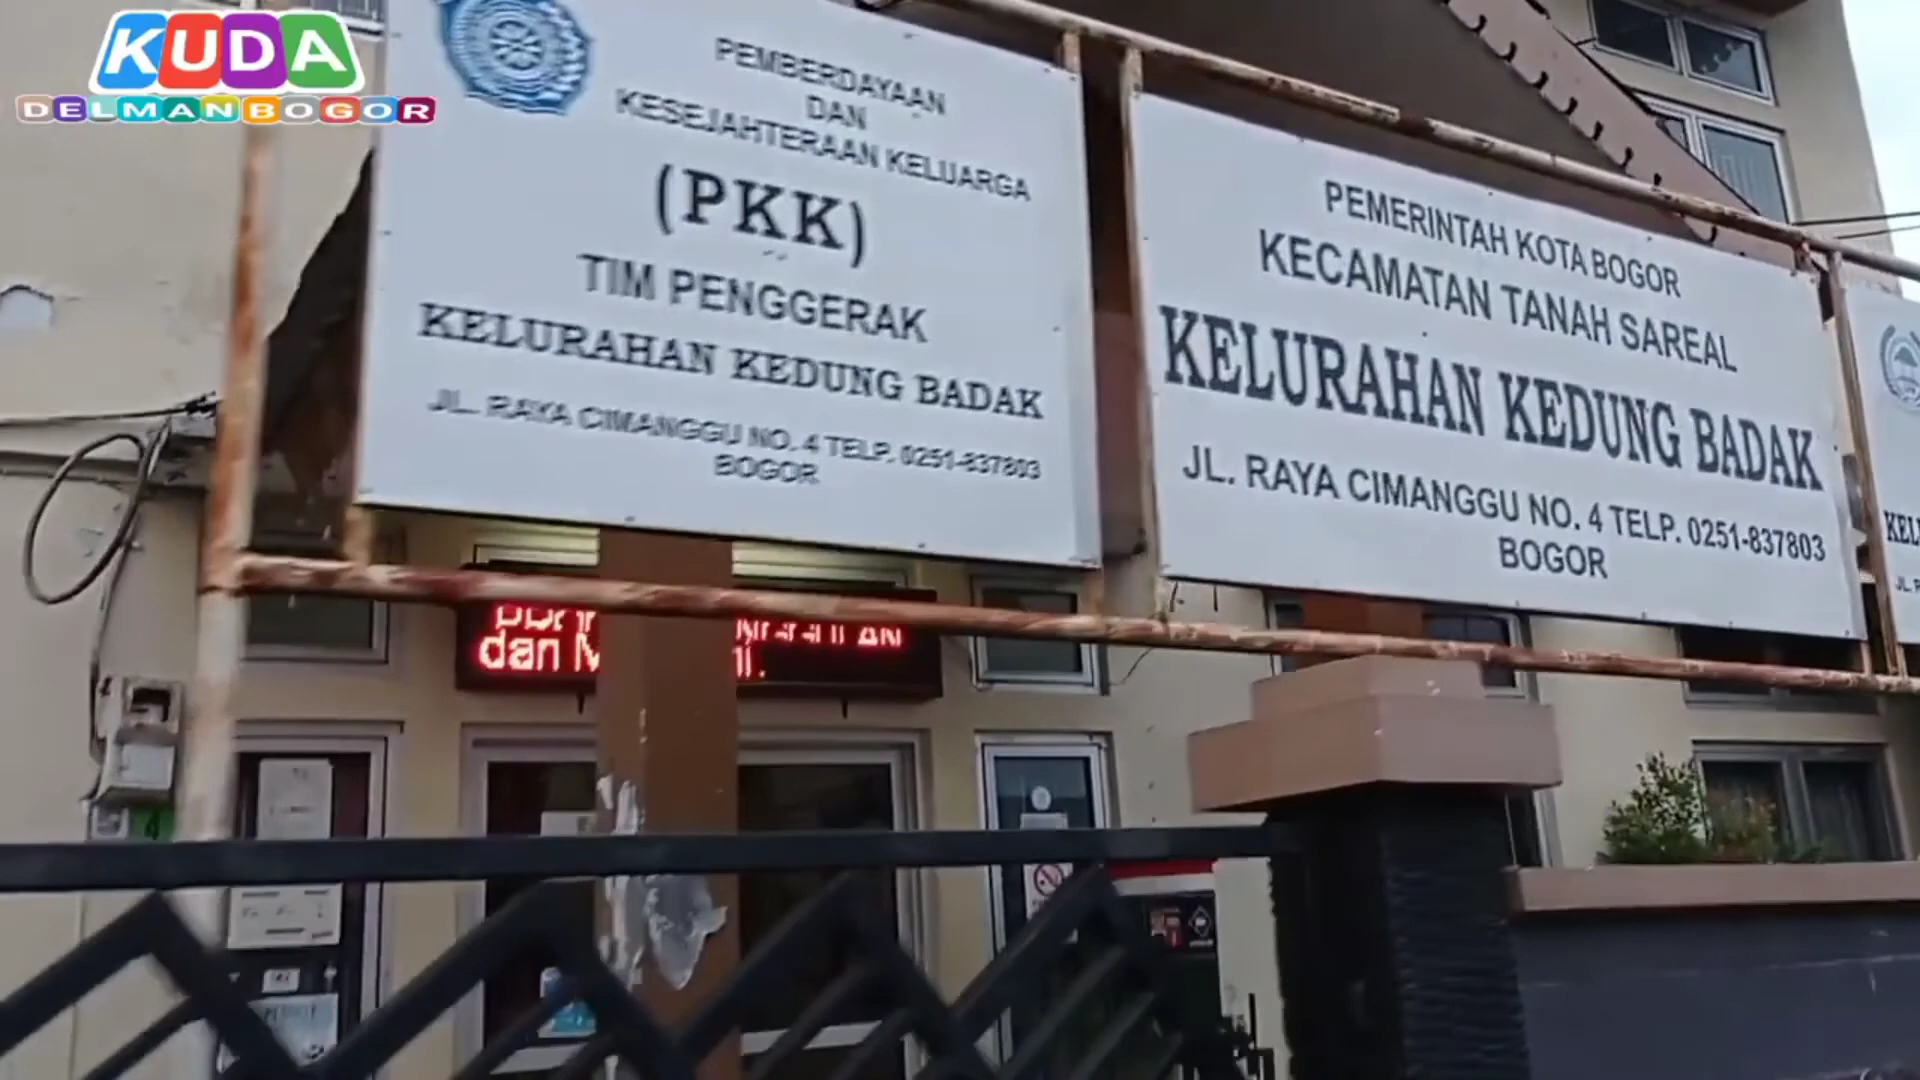 KUDA
DELMANBOGOR
PEMBERDAYAAN
DAN
KESEJAHTERAAN KELUARGA
(PKK)
TIM PENGGERAK
KELURAHAN KEDUNG BADAK
JL. RAYA CIMANGGU NO. 4 TELP. 0251-837803
BOGOR
PEMERINTAH KOTA BOGOR
KECAMATAN TANAH SAREAL
KELURAHAN KEDUNG BADAK
JL. RAYA CIMANGGU NO. 4 TELP. 0251-837803
BOGOR
dan